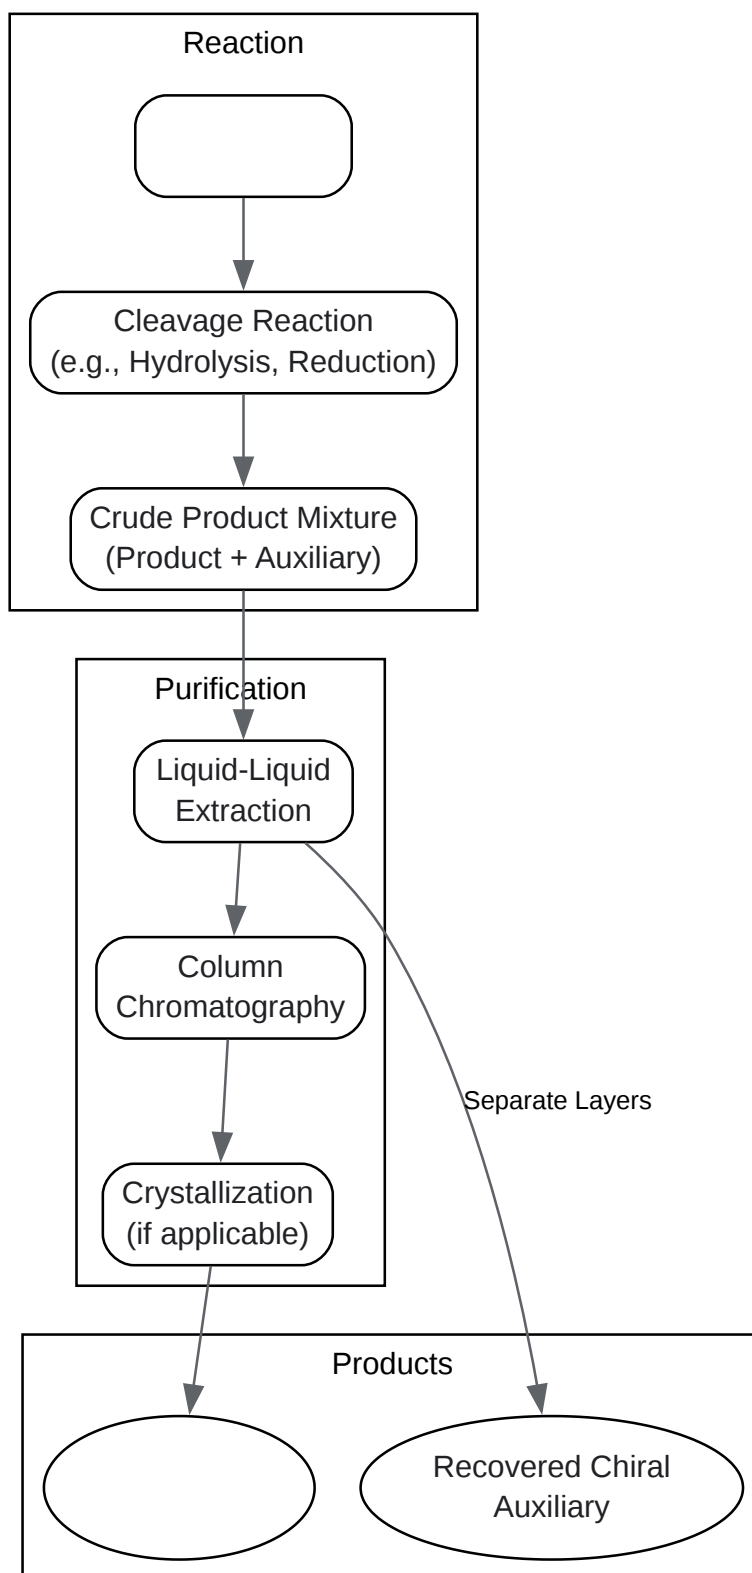 Reaction
Cleavage Reaction
(e.g., Hydrolysis, Reduction)
Crude Product Mixture
(Product + Auxiliary)
Purification
Liquid-Liquid
Extraction
Column
Chromatography
Separate Layers
Crystallization
(if applicable)
Products
Recovered Chiral
Auxiliary